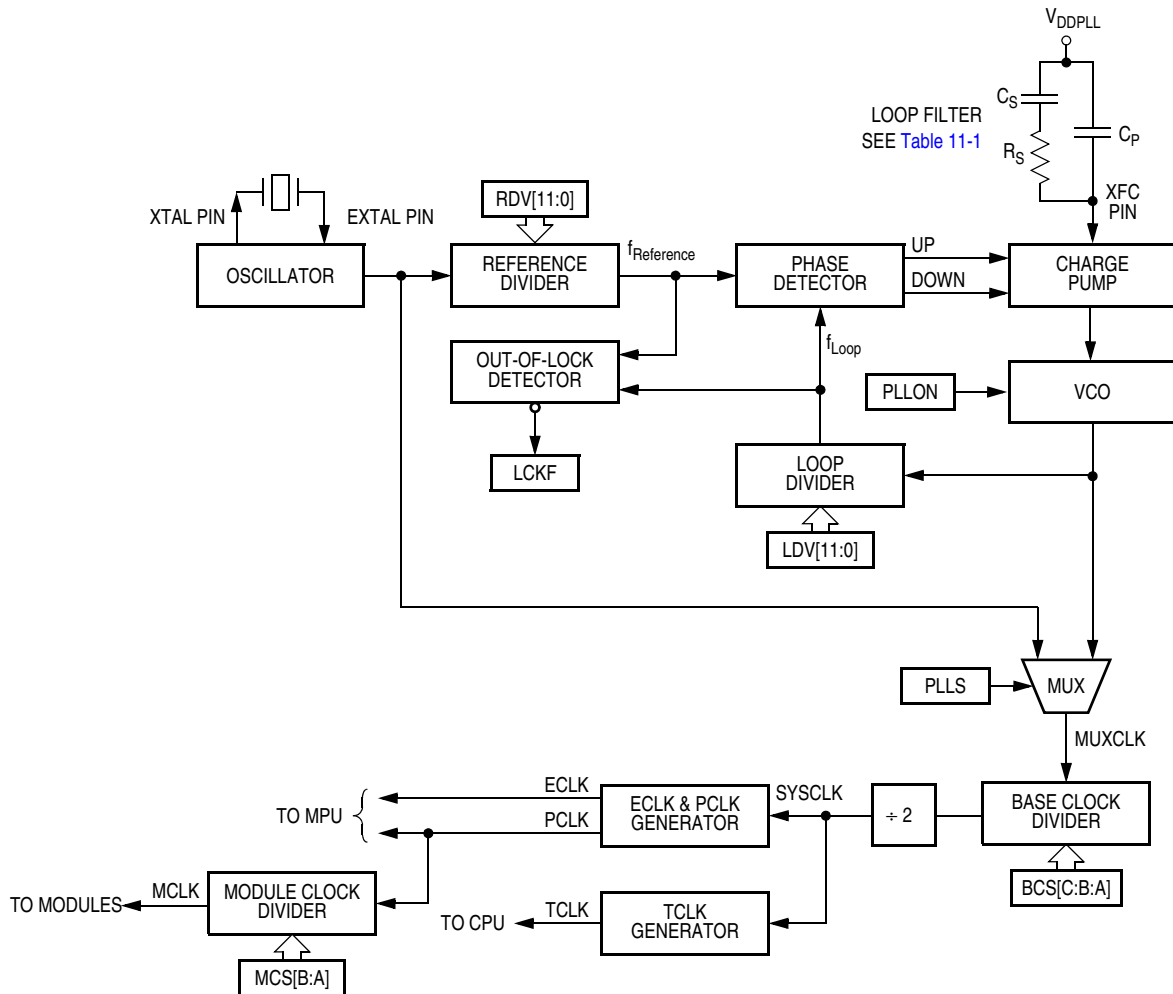 VDDPLL
CS
LOOP FILTER
SEE Table 11-1
CP
RS
XFC
PIN
RDV[11:0]
XTAL PIN
EXTAL PIN
OSCILLATOR
REFERENCE
DIVIDER
fReference
PHASE
DETECTOR
UP
DOWN
CHARGE
PUMP
OUT-OF-LOCK
DETECTOR
fLoop
PLLON
VCO
LCKF
LOOP
DIVIDER
LDV[11:0]
PLLS
MUX
MUXCLK
ECLK
TO MPU
PCLK
ECLK & PCLK
GENERATOR
SYSCLK
÷ 2
BASE CLOCK
DIVIDER
BCS[C:B:A]
TO MODULES
MCLK
MODULE CLOCK
DIVIDER
TO CPU
TCLK
TCLK
GENERATOR
MCS[B:A]